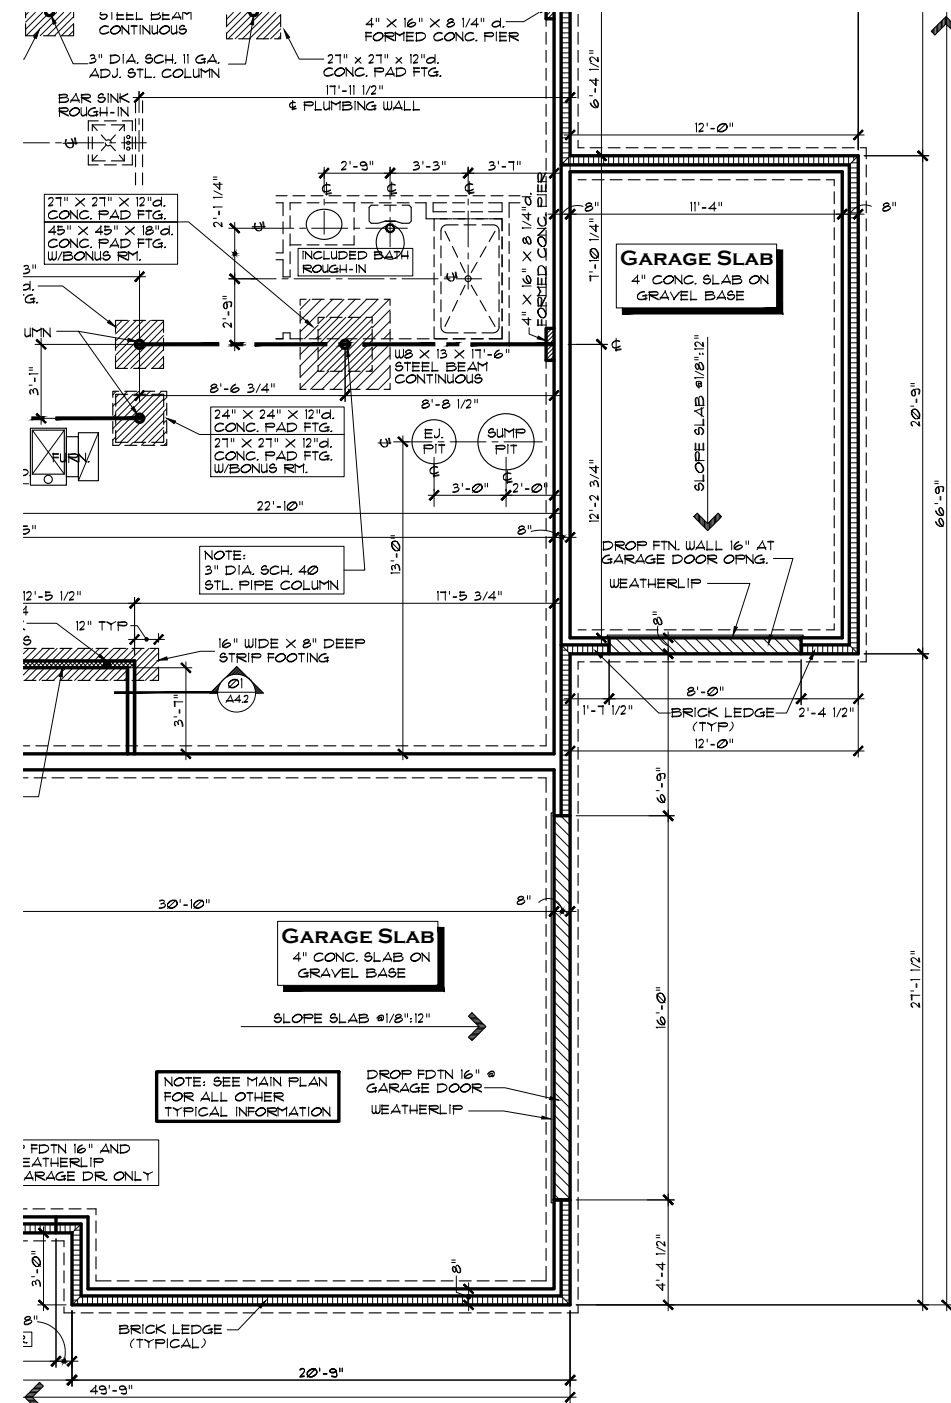 STEEL BEAM
CONTINUOUS
4" X 16" X 8 1/4" d.
FORMED CONC. PIER
3" DIA. SCH. 11 GA.
ADJ. STL. COLUMN
27" x 27" x 12"d.
CONC. PAD FTG.
6'-4 1/2"
BAR SINK
ROUGH-IN
17'-11 1/2"
℄ PLUMBING WALL
12'-0"
2'-9"
3'-3"
3'-7"
27" X 27" X 12"d.
CONC. PAD FTG.
45" X 45" X 18"d.
CONC. PAD FTG.
W/BONUS RM.
2'-1 1/4"
INCLUDED BATH
ROUGH-IN
4" X 16" X 8 1/4"d.
FORMED CONC. PIER
8"
11'-4"
8"
7'-10 1/4"
GARAGE SLAB
4" CONC. SLAB ON
GRAVEL BASE
3"
d.
G.
2'-9"
UMN
W8 X 13 X 17'-6"
STEEL BEAM
CONTINUOUS
℄
SLOPE SLAB @1/8":12"
20'-9"
3'-1"
8'-6 3/4"
8'-8 1/2"
24" X 24" X 12"d.
CONC. PAD FTG.
27" X 27" X 12"d.
CONC. PAD FTG.
W/BONUS RM.
EJ.
PIT
SUMP
PIT
FURN.
3'-0"
2'-0"
12'-2 3/4"
66'-9"
22'-10"
8"
13'-0"
NOTE:
3" DIA. SCH. 40
STL. PIPE COLUMN
DROP FTN. WALL 16" AT
GARAGE DOOR OPNG.
WEATHERLIP
12'-5 1/2"
17'-5 3/4"
12" TYP.
8"
16" WIDE X 8" DEEP
STRIP FOOTING
01
A4.2
3'-7"
8'-0"
1'-7 1/2"
BRICK LEDGE
(TYP)
2'-4 1/2"
12'-0"
6'-9"
30'-10"
8"
GARAGE SLAB
4" CONC. SLAB ON
GRAVEL BASE
27'-1 1/2"
16'-0"
SLOPE SLAB @1/8":12"
NOTE: SEE MAIN PLAN
FOR ALL OTHER
TYPICAL INFORMATION
DROP FDTN 16" @
GARAGE DOOR
WEATHERLIP
FDTN 16" AND
EATHERLIP
ARAGE DR. ONLY
3'-0"
8"
4'-4 1/2"
8"
BRICK LEDGE
(TYPICAL)
20'-9"
49'-9"